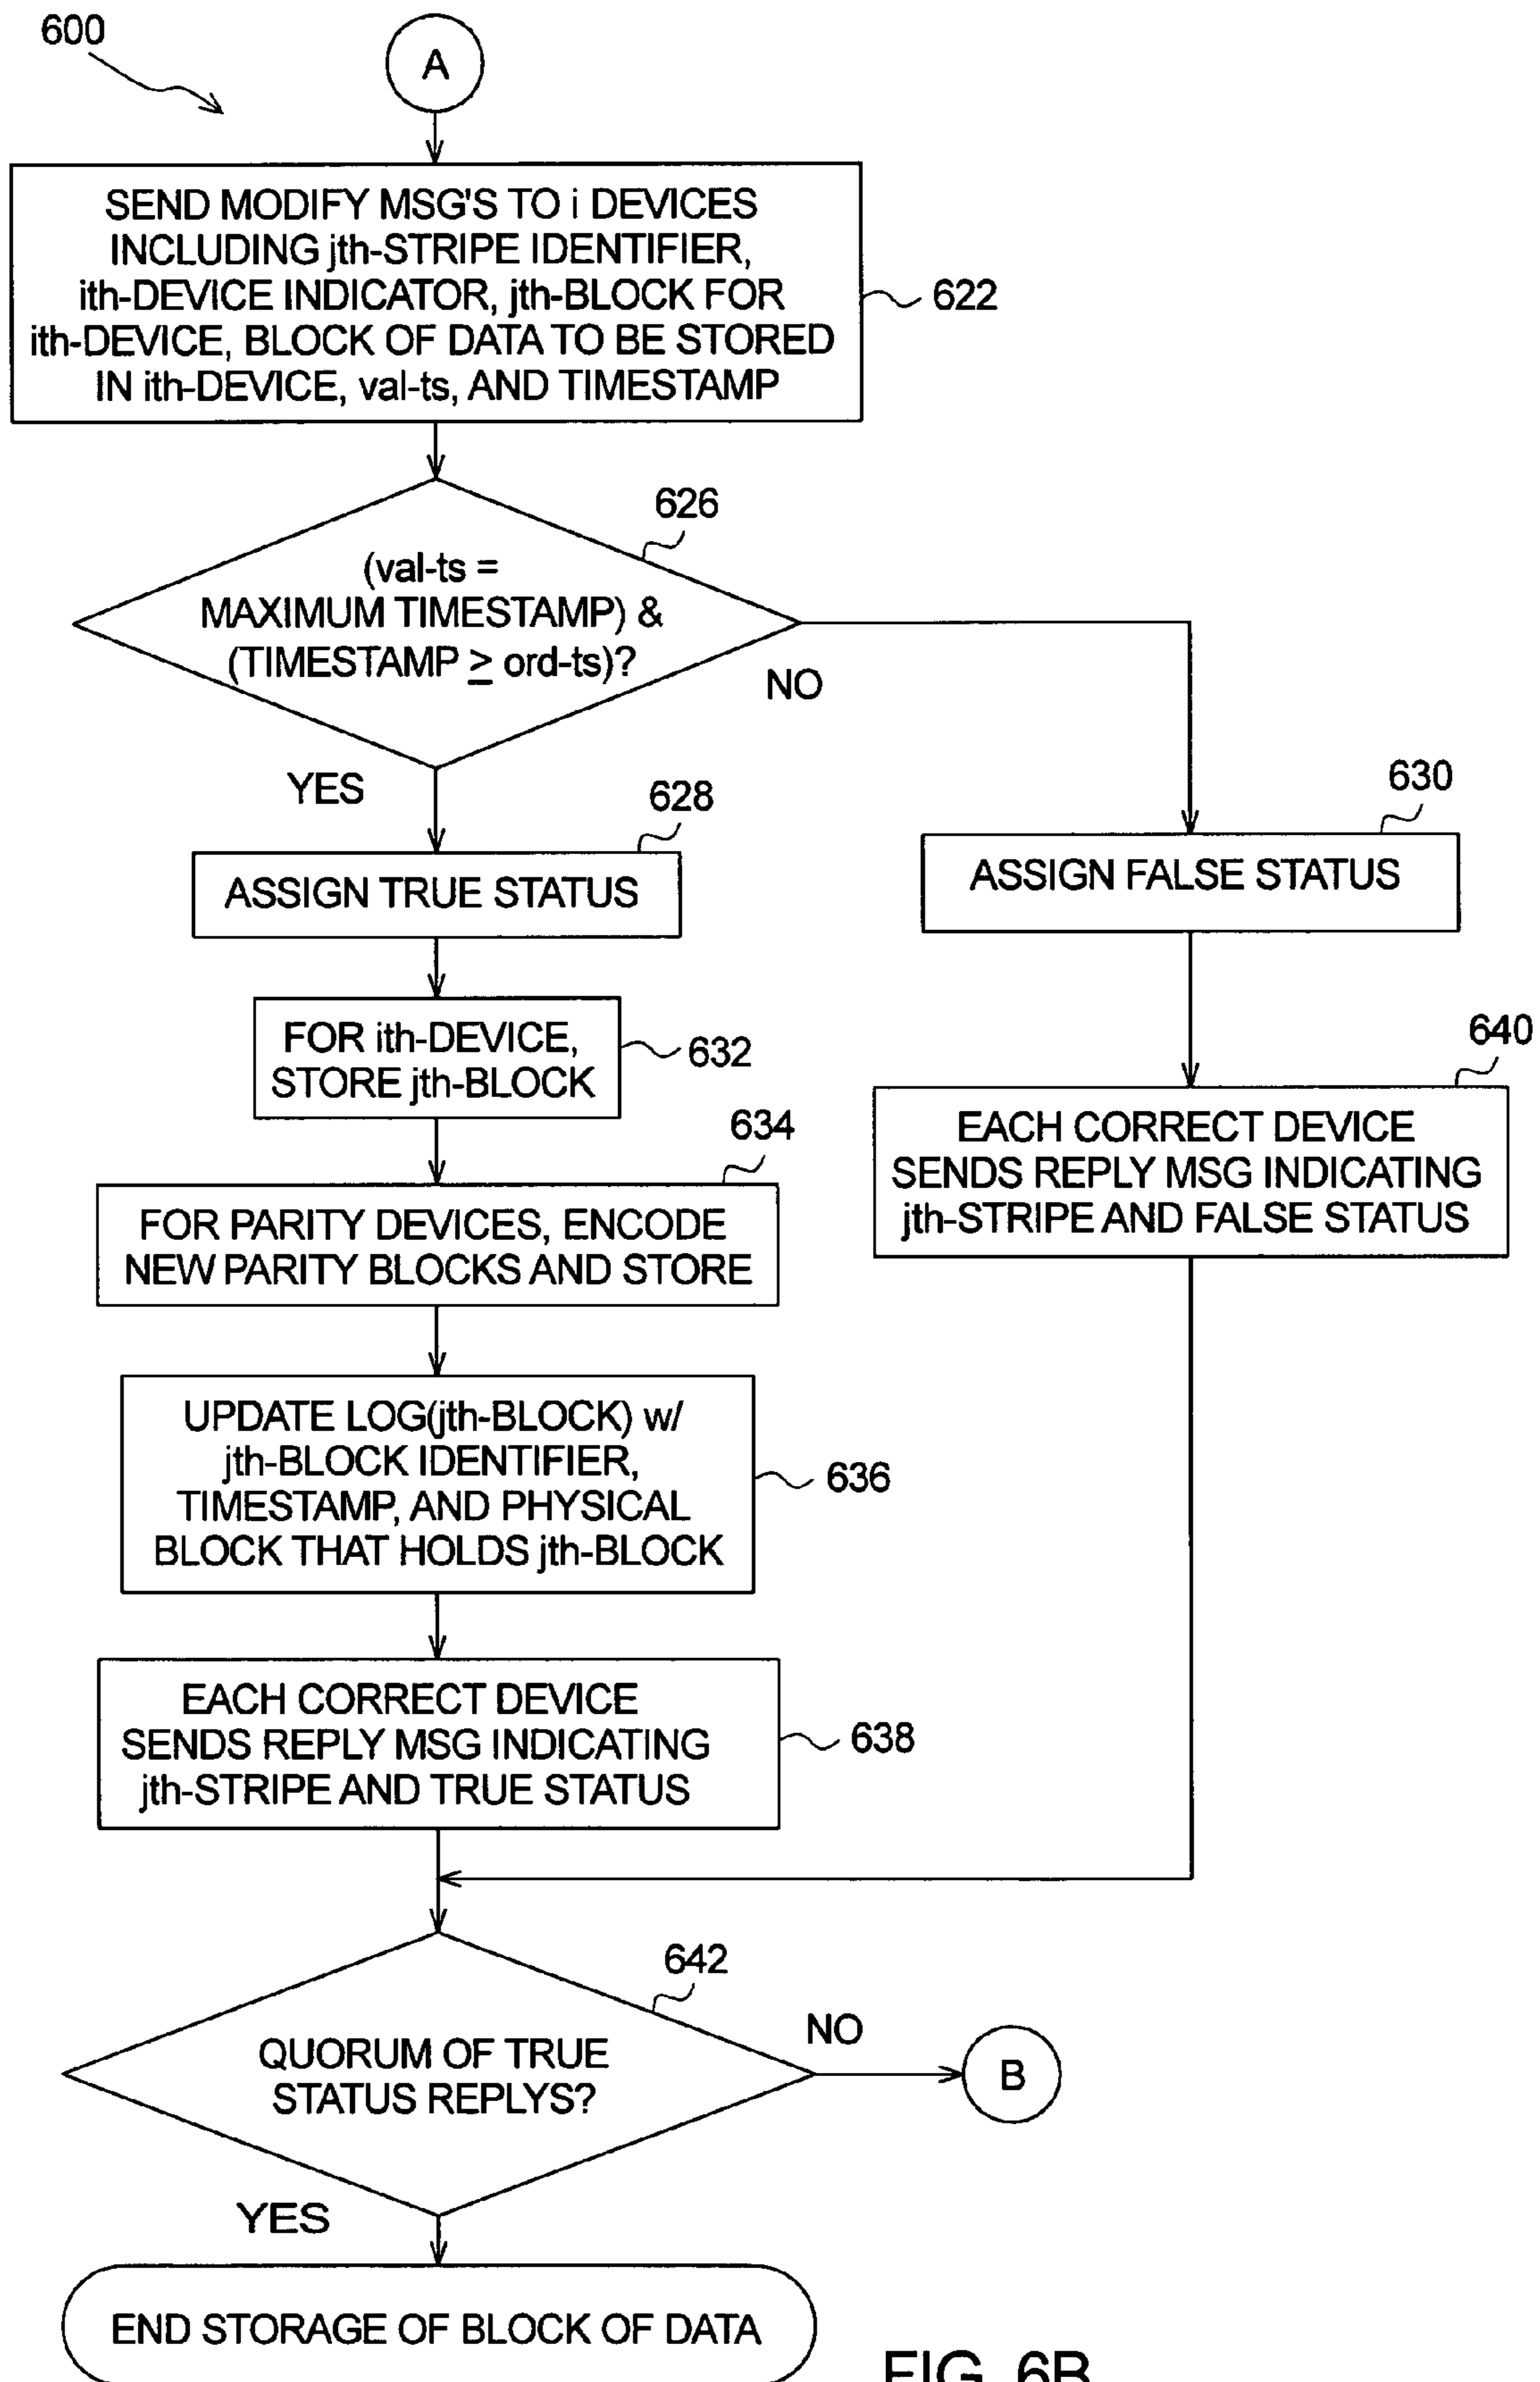 600
A
SEND MODIFY MSG'S TO i DEVICES
INCLUDING jth-STRIPE IDENTIFIER,
ith-DEVICE INDICATOR, jth-BLOCK FOR
ith-DEVICE, BLOCK OF DATA TO BE STORED
IN ith-DEVICE, val-ts, AND TIMESTAMP
622
626
(val-ts =
MAXIMUM TIMESTAMP) &
(TIMESTAMP ≥ ord-ts)?
NO
YES
628
ASSIGN TRUE STATUS
630
ASSIGN FALSE STATUS
FOR ith-DEVICE,
STORE jth-BLOCK
632
640
EACH CORRECT DEVICE
SENDS REPLY MSG INDICATING
jth-STRIPE AND FALSE STATUS
634
FOR PARITY DEVICES, ENCODE
NEW PARITY BLOCKS AND STORE
UPDATE LOG(jth-BLOCK) w/
jth-BLOCK IDENTIFIER,
TIMESTAMP, AND PHYSICAL
BLOCK THAT HOLDS jth-BLOCK
636
EACH CORRECT DEVICE
SENDS REPLY MSG INDICATING
jth-STRIPE AND TRUE STATUS
638
642
QUORUM OF TRUE
STATUS REPLYS?
NO
B
YES
END STORAGE OF BLOCK OF DATA
FIG. 6B